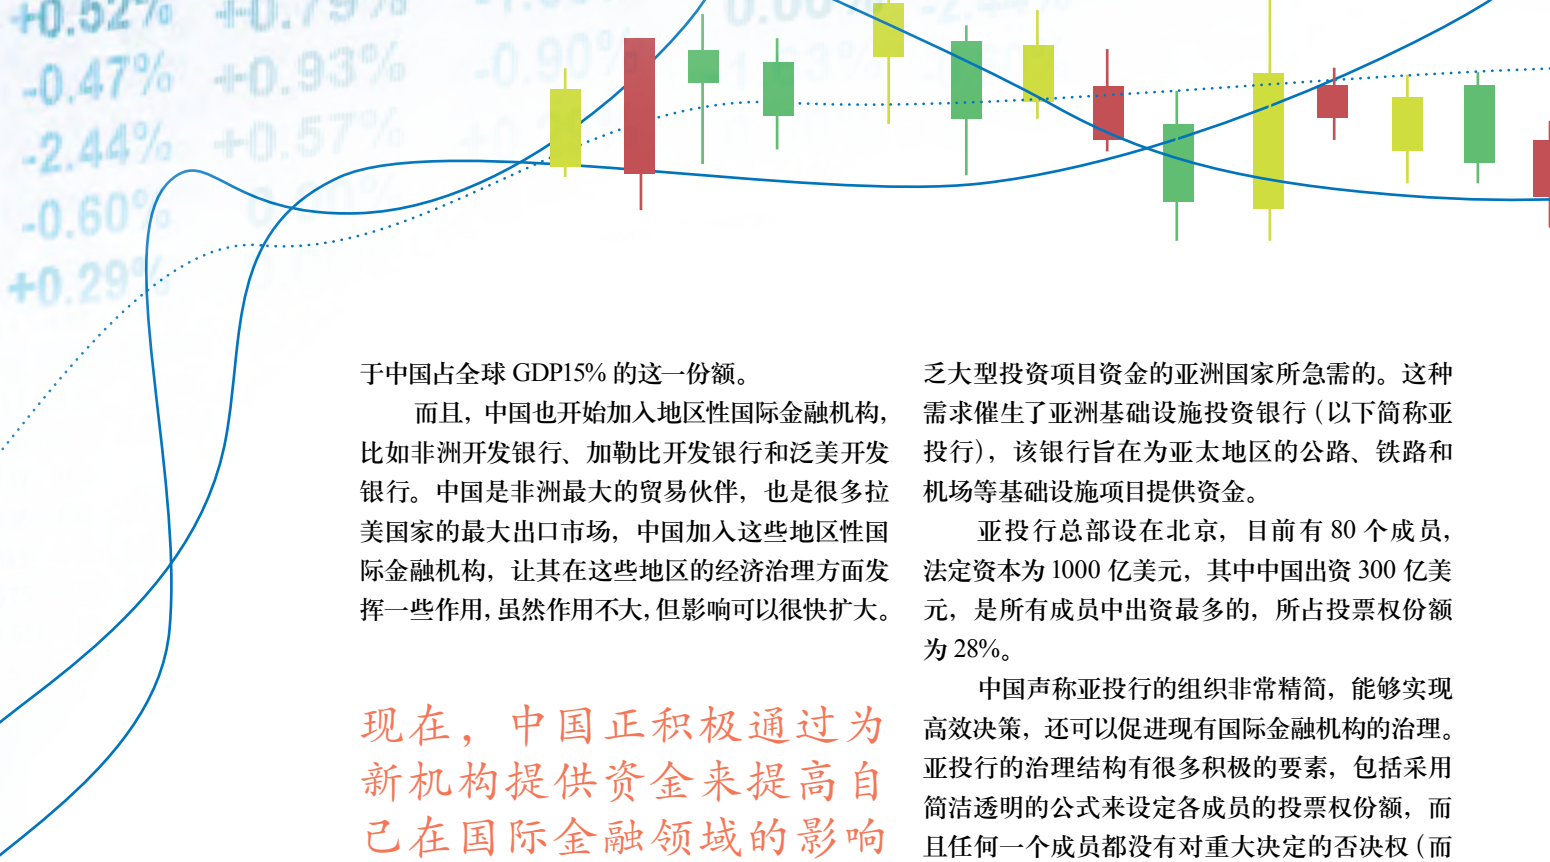 +0.52% +0.79%
-0.47% +0.93% -0.90%
-2.44% +0.57%
-0.60%
+0.29%
于中国占全球 GDP15% 的这一份额。
而且，中国也开始加入地区性国际金融机构，
比如非洲开发银行、加勒比开发银行和泛美开发
银行。中国是非洲最大的贸易伙伴，也是很多拉
美国家的最大出口市场，中国加入这些地区性国
际金融机构，让其在这些地区的经济治理方面发
挥一些作用，虽然作用不大，但影响可以很快扩大。
现在，中国正积极通过为
新机构提供资金来提高自
己在国际金融领域的影响
乏大型投资项目资金的亚洲国家所急需的。这种
需求催生了亚洲基础设施投资银行（以下简称亚
投行），该银行旨在为亚太地区的公路、铁路和
机场等基础设施项目提供资金。
亚投行总部设在北京，目前有 80 个成员，
法定资本为 1000 亿美元，其中中国出资 300 亿美
元，是所有成员中出资最多的，所占投票权份额
为 28%。
中国声称亚投行的组织非常精简，能够实现
高效决策，还可以促进现有国际金融机构的治理。
亚投行的治理结构有很多积极的要素，包括采用
简洁透明的公式来设定各成员的投票权份额，而
且任何一个成员都没有对重大决定的否决权（而